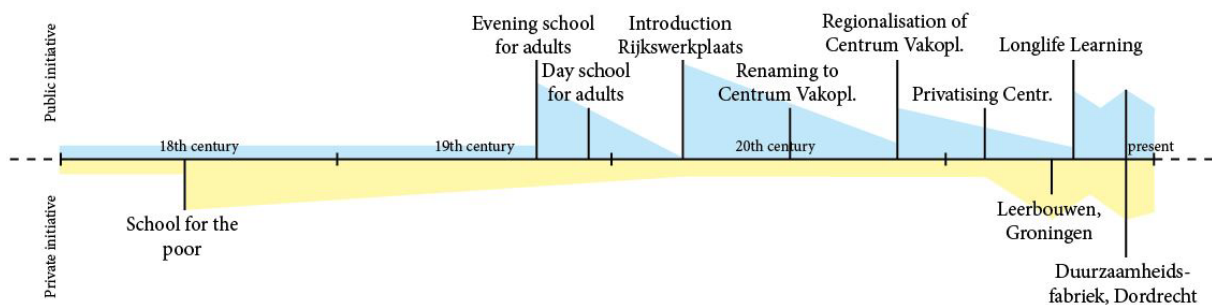 Public initiative
Private initiative
Evening school
for adults
Day school
for adults
Introduction
Rijkswerkplaats
Renaming to
Centrum Vakopl.
Regionalisation of
Centrum Vakopl.
Privatising Centr.
Longlife Learning
18th century
19th century
20th century
present
School for the
poor
Leerbouwen,
Groningen
Duurzaamheids-
fabriek, Dordrecht